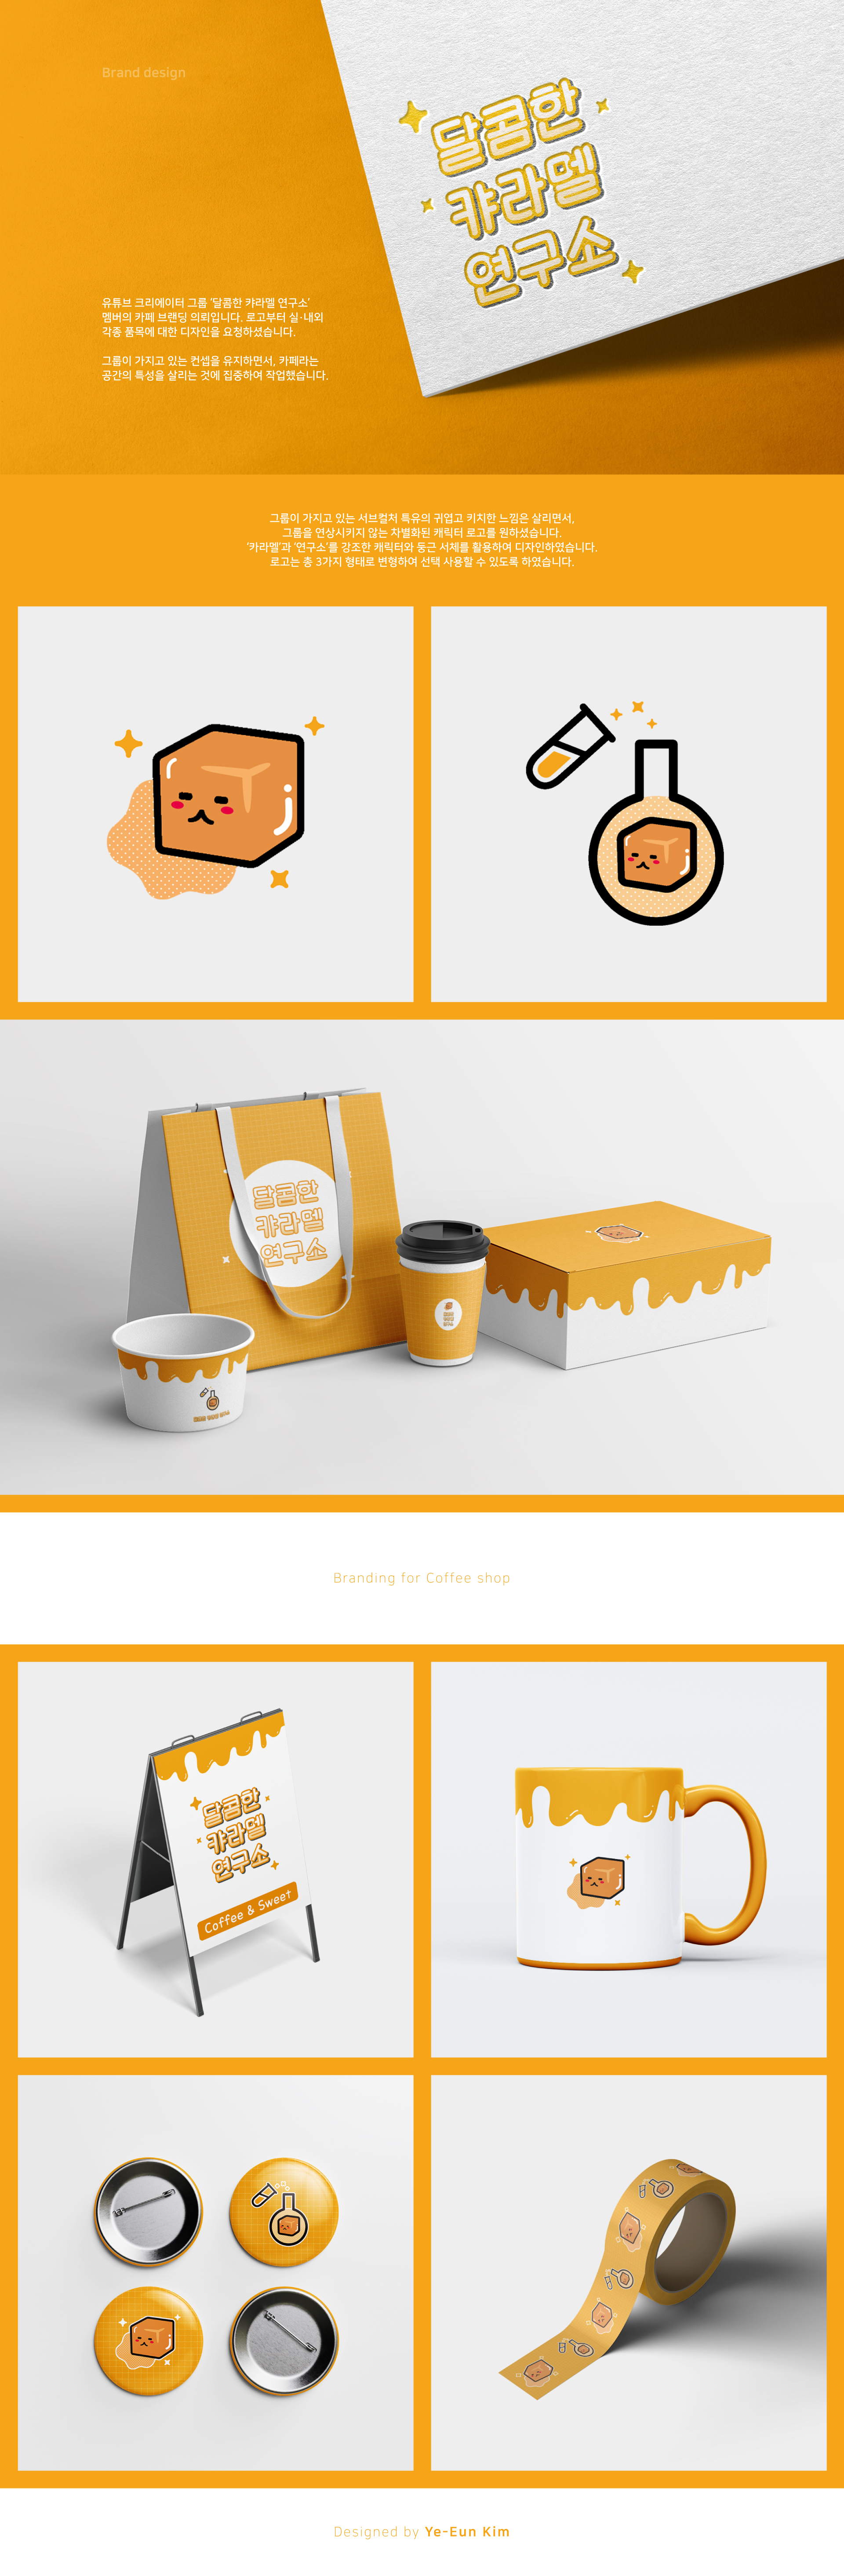 Brand design
달콤한
캬라멜
연구소
유튜브 크리에이터 그룹 '달콤한 캬라멜 연구소'
멤버의 카페 브랜딩 의뢰입니다. 로고부터 실·내외
각종 품목에 대한 디자인을 요청하셨습니다.
그룹이 가지고 있는 컨셉을 유지하면서, 카페라는
공간의 특성을 살리는 것에 집중하여 작업했습니다.
그룹이 가지고 있는 서브컬처 특유의 귀엽고 키치한 느낌은 살리면서,
그룹을 연상시키지 않는 차별화된 캐릭터 로고를 원하셨습니다.
'카라멜'과 '연구소'를 강조한 캐릭터와 둥근 서체를 활용하여 디자인하였습니다.
로고는 총 3가지 형태로 변형하여 선택 사용할 수 있도록 하였습니다.
달콤한
캬라멜
연구소
Branding for Coffee shop
달콤한
캬라멜
연구소
Coffee & Sweet
Designed by Ye-Eun Kim